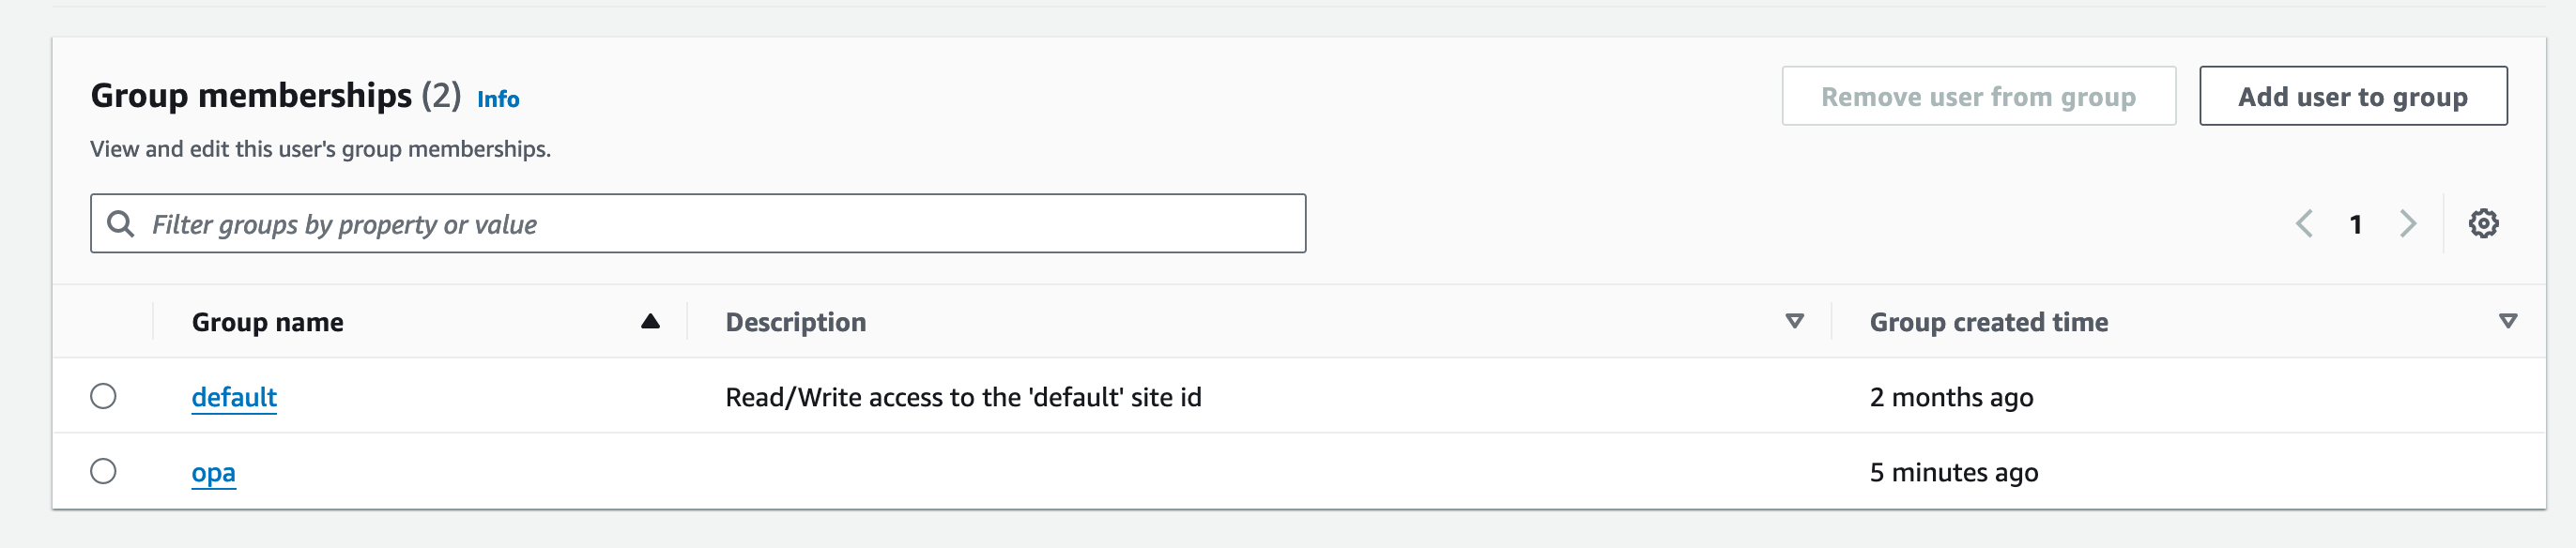 Group memberships (2) Info
Remove user from group
Add user to group
View and edit this user's group memberships.
Filter groups by property or value
1
Group name Description Group created time
default Read/Write access to the 'default' site id 2 months ago
opa 5 minutes ago